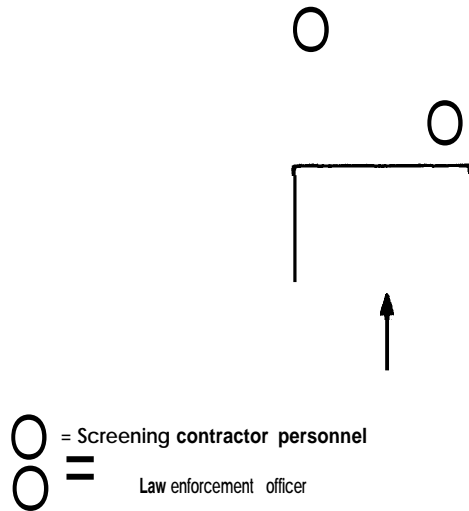 O
O
O = Screening contractor personnel
O = Law enforcement officer